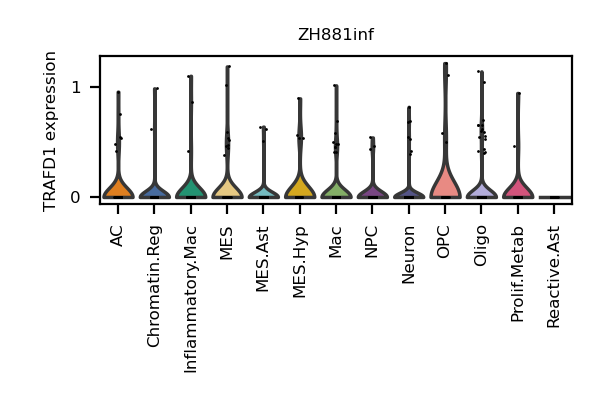 ZH881inf
TRAFD1 expression
1
0
AC
Chromatin.Reg
Inflammatory.Mac
MES
MES.Ast
MES.Hyp
Mac
NPC
Neuron
OPC
Oligo
Prolif.Metab
Reactive.Ast